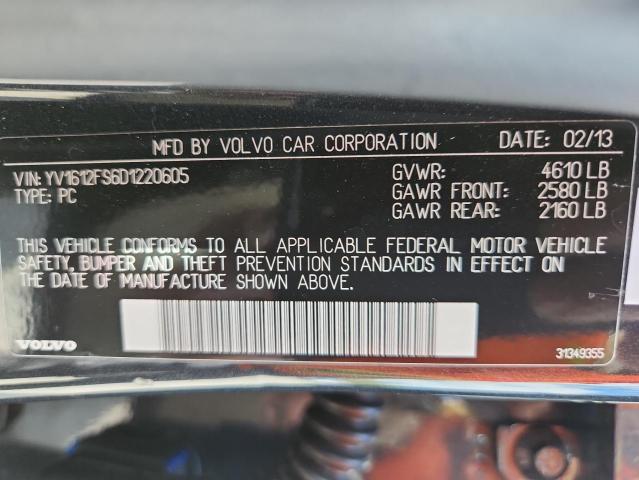 MFD BY VOLVO CAR CORPORATION DATE: 02/13
VIN: YV1612FS6D1220605 GVWR: 4610 LB
TYPE: PC GAWR FRONT: 2580 LB
GAWR REAR: 2160 LB
THIS VEHICLE CONFORMS TO ALL APPLICABLE FEDERAL MOTOR VEHICLE
SAFETY, BUMPER AND THEFT PREVENTION STANDARDS IN EFFECT ON
THE DATE OF MANUFACTURE SHOWN ABOVE.
VOLVO 31349355